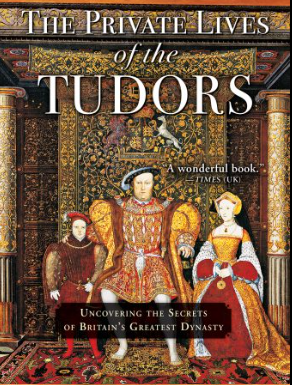 THE PRIVATE LIVES
of the
TUDORS
"A wonderful book."
—TIMES (UK)
UNCOVERING THE SECRETS
OF BRITAIN'S GREATEST DYNASTY